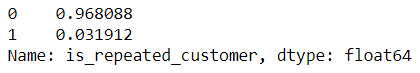 0    0.968088
1    0.031912
Name: is_repeated_customer, dtype: float64